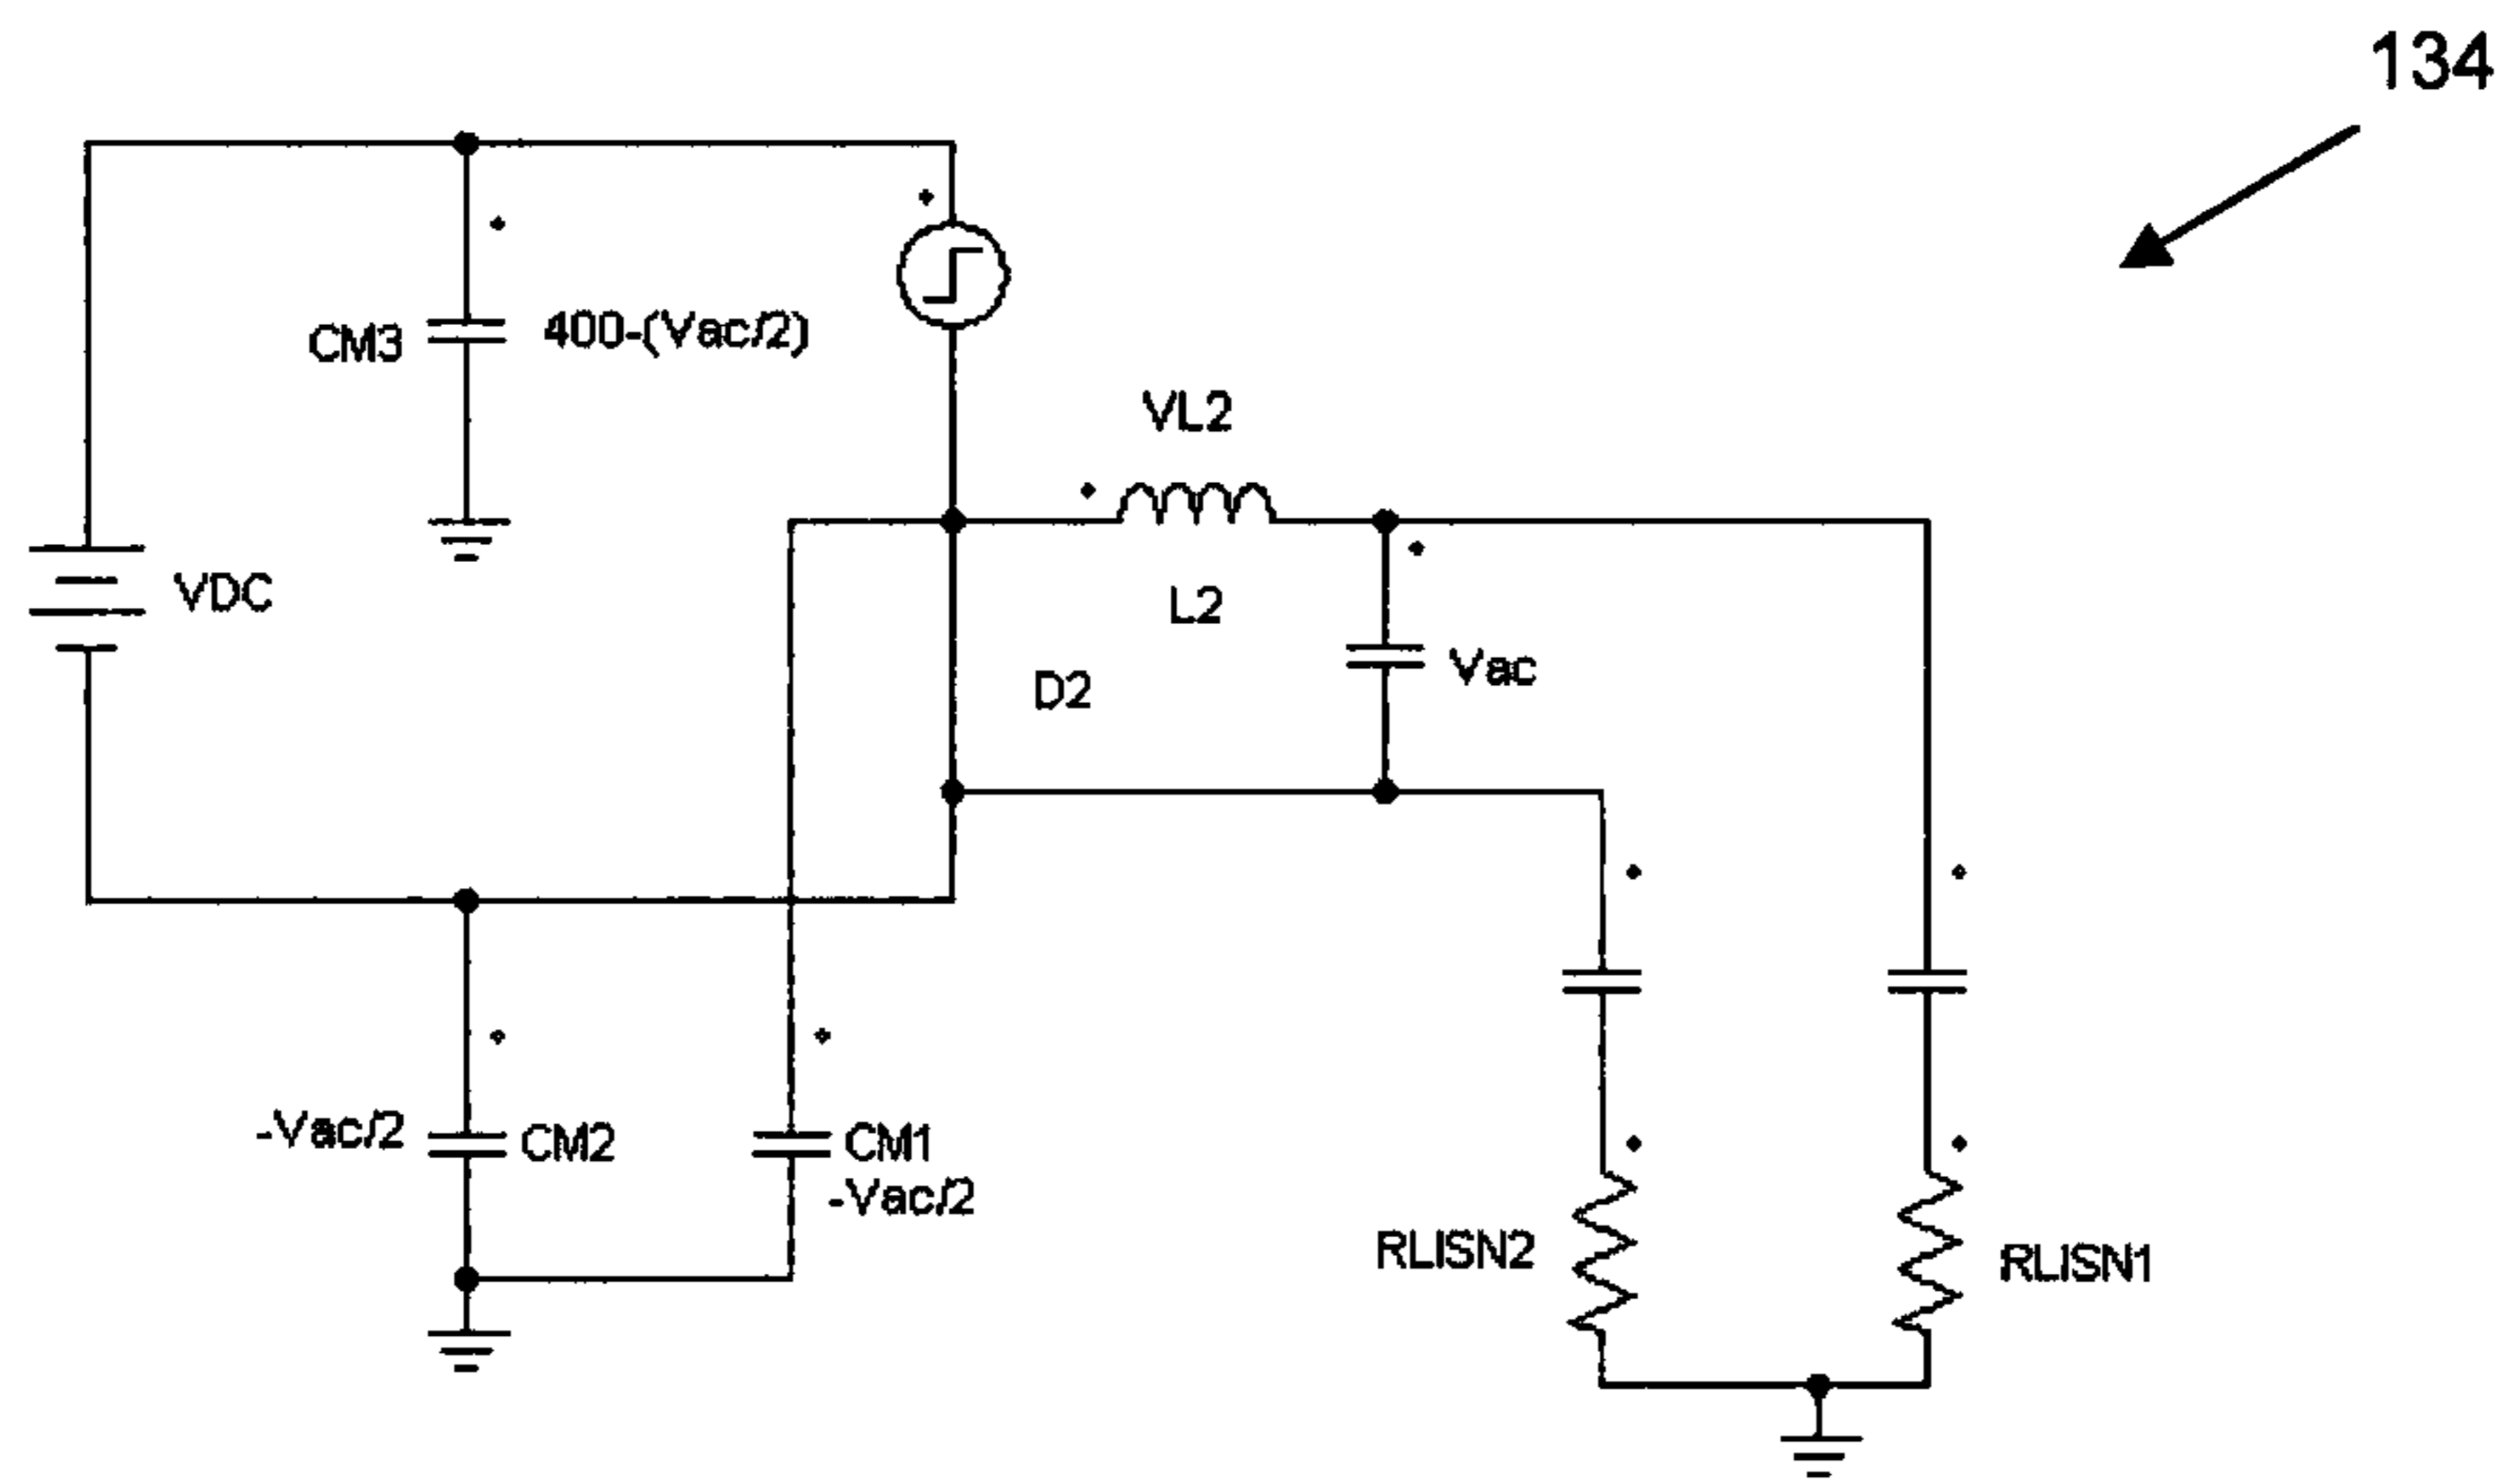 134
CM3
400-(Vac/2)
VL2
VDC
L2
D2
Vac
-Vac/2
CM2
CM1
-Vac/2
RLISN2
RLISN1